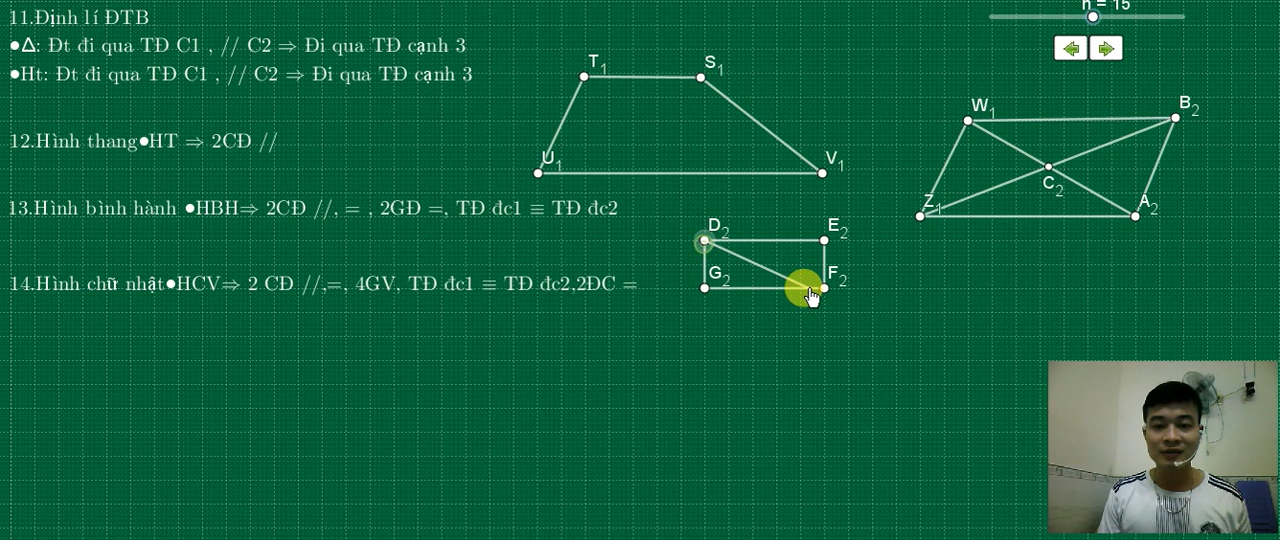 11.Định lí ĐTB
●Δ: Đt đi qua TĐ C1 , // C2 ⇒ Đi qua TĐ cạnh 3
●Ht: Đt đi qua TĐ C1 , // C2 ⇒ Đi qua TĐ cạnh 3
12.Hình thang●HT ⇒ 2CĐ //
13.Hình bình hành ●HBH⇒ 2CĐ //, = , 2GĐ =, TĐ đc1 ≡ TĐ đc2
14.Hình chữ nhật●HCV⇒ 2 CĐ //,=, 4GV, TĐ đc1 ≡ TĐ đc2,2ĐC =
n = 15
T₁ S₁
U₁ V₁
W₁ B₂
C₂
Z₁ A₂
D₂ E₂
G₂ F₂